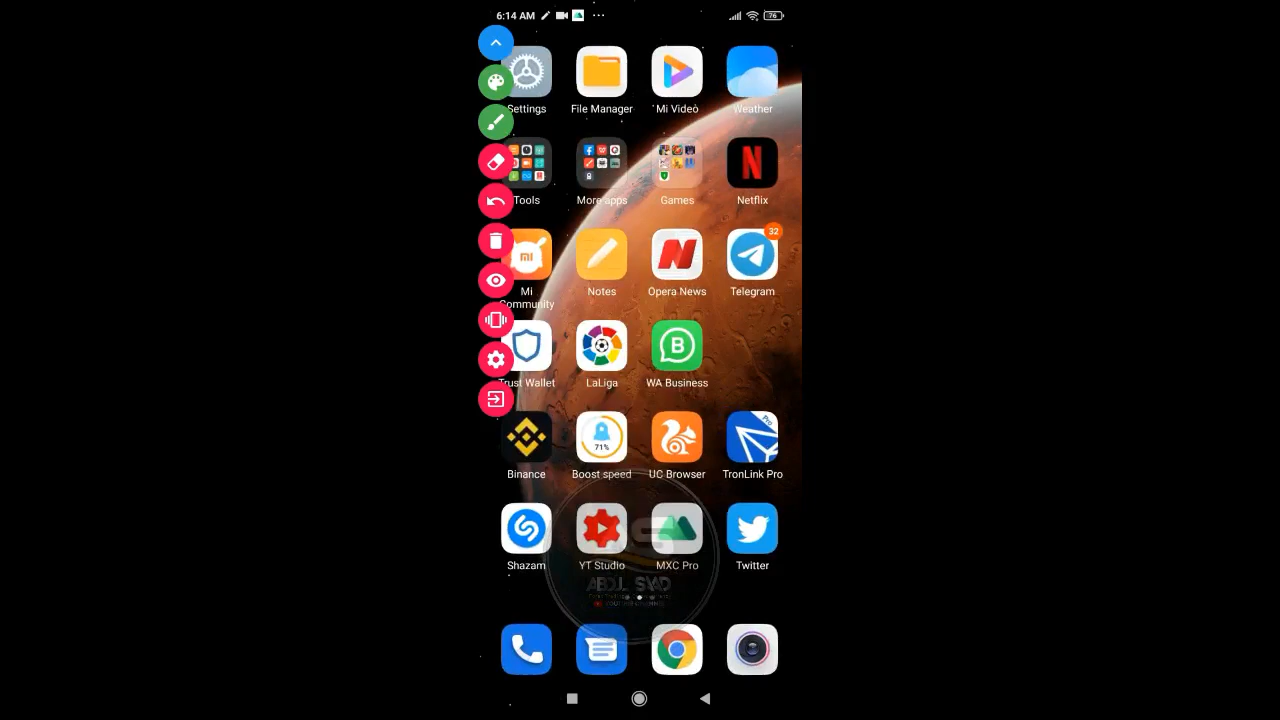 6:14 AM
76
Settings
File Manager
Mi Video
Weather
Tools
More apps
Games
Netflix
32
Mi
Community
Notes
Opera News
Telegram
Trust Wallet
LaLiga
WA Business
71%
Pro
Binance
Boost speed
UC Browser
TronLink Pro
Shazam
YT Studio
MXC Pro
Twitter